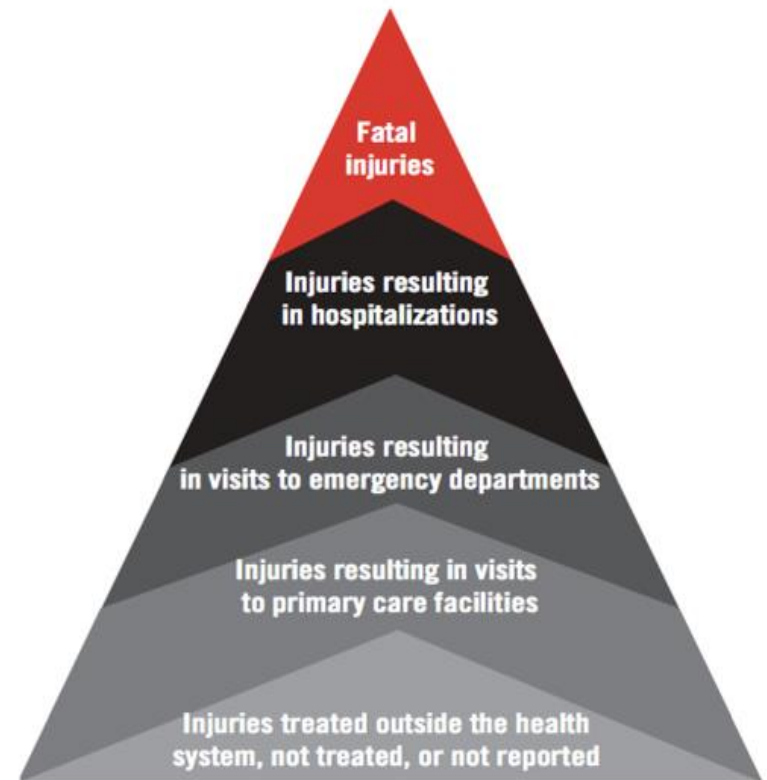 Fatal
injuries
Injuries resulting
in hospitalizations
Injuries resulting
in visits to emergency departments
Injuries resulting in visits
to primary care facilities
Injuries treated outside the health
system, not treated, or not reported